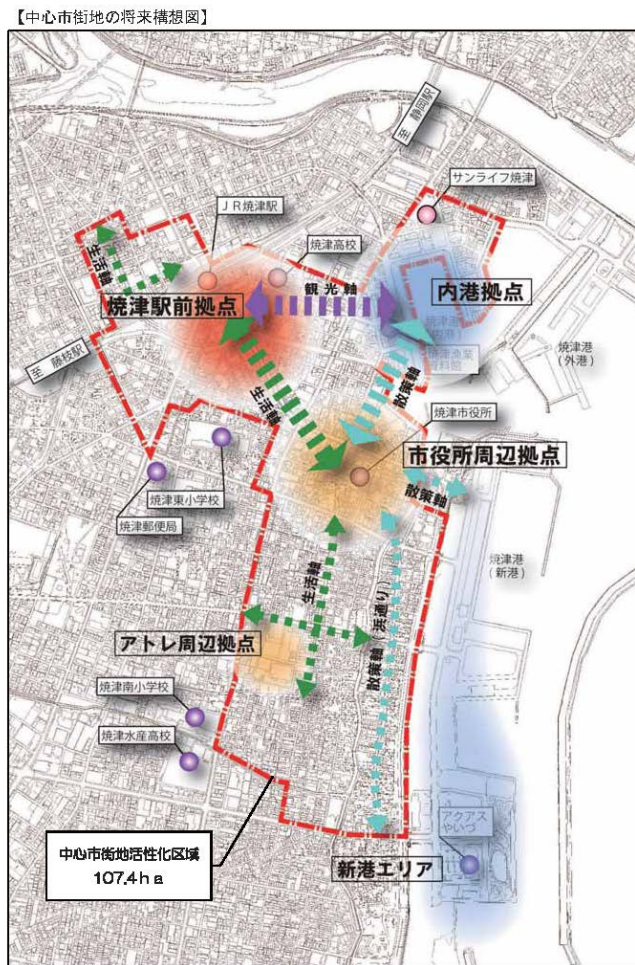 【中心市街地の将来構想図】
至 静岡駅
サンライフ焼津
JR焼津駅
焼津高校
生活軸
観光軸
焼津駅前拠点
内港拠点
焼津港
(外港)
至 藤枝駅
生活軸
散策軸
焼津市役所
市役所周辺拠点
散策軸
焼津東小学校
焼津郵便局
焼津港
(新港)
生活軸
散策軸(浜通り)
アトレ周辺拠点
焼津南小学校
焼津水産高校
中心市街地活性化区域
107.4ha
新港エリア
アクアス
やいづ